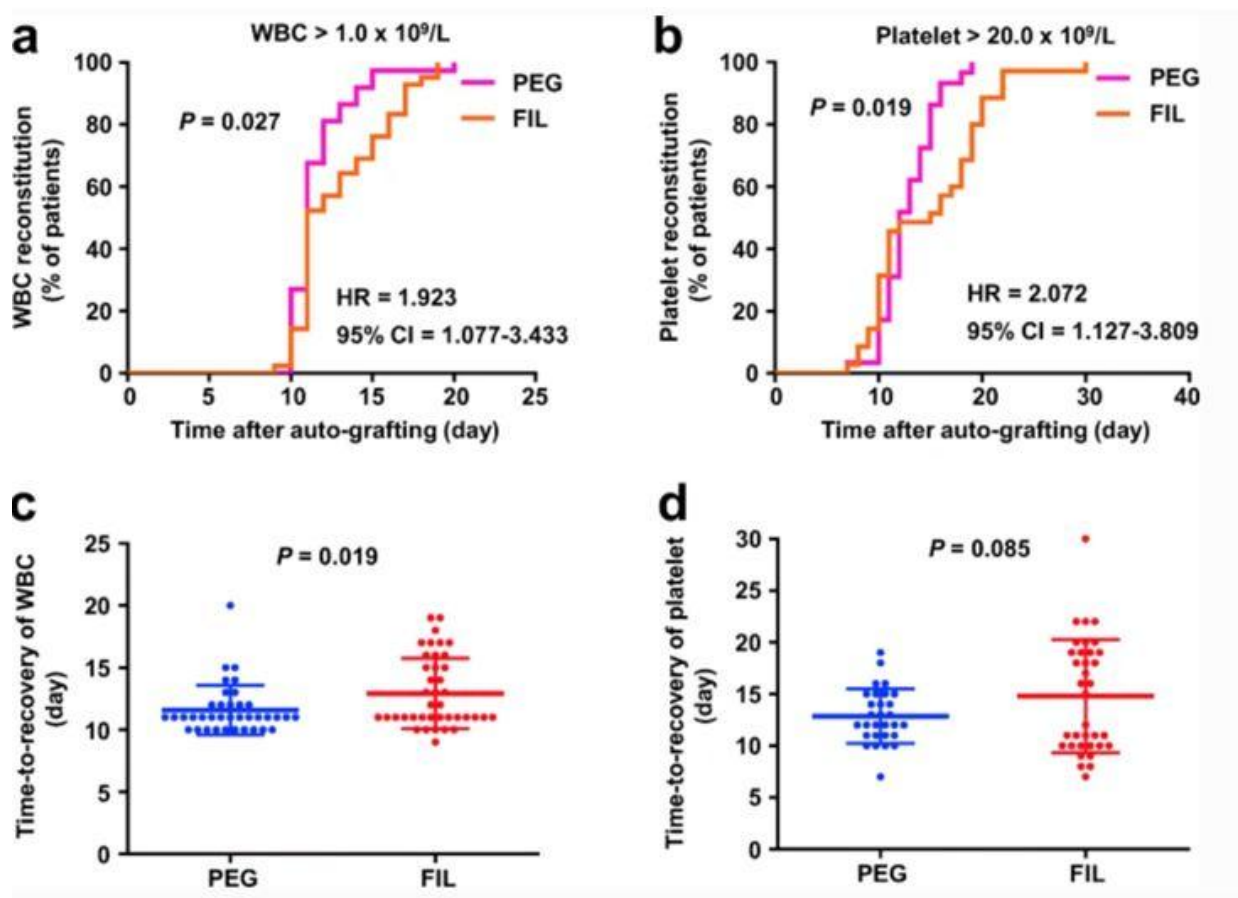 a
WBC > 1.0 x 10⁹/L
WBC reconstitution
(% of patients)
100
80
60
40
20
0
P = 0.027
PEG
FIL
HR = 1.923
95% CI = 1.077-3.433
0 5 10 15 20 25
Time after auto-grafting (day)
b
Platelet > 20.0 x 10⁹/L
Platelet reconstitution
(% of patients)
100
80
60
40
20
0
P = 0.019
PEG
FIL
HR = 2.072
95% CI = 1.127-3.809
0 10 20 30 40
Time after auto-grafting (day)
c
Time-to-recovery of WBC
(day)
25
20
15
10
5
0
P = 0.019
PEG FIL
d
Time-to-recovery of platelet
(day)
30
25
20
15
10
5
0
P = 0.085
PEG FIL